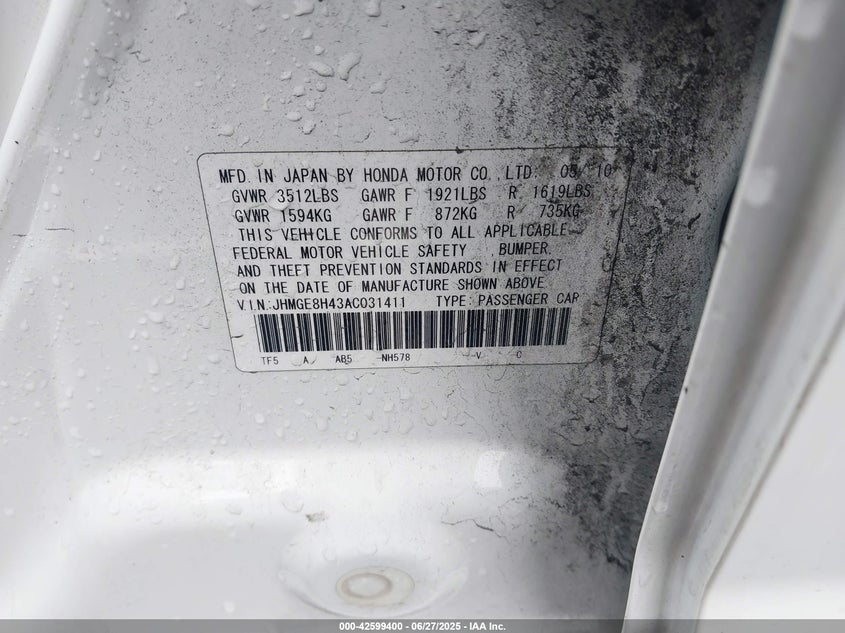 MFD. IN JAPAN BY HONDA MOTOR CO., LTD. 05/10
GVWR 3512LBS GAWR F 1921LBS R 1619LBS
GVWR 1594KG GAWR F 872KG R 735KG
THIS VEHICLE CONFORMS TO ALL APPLICABLE
FEDERAL MOTOR VEHICLE SAFETY , BUMPER,
AND THEFT PREVENTION STANDARDS IN EFFECT
ON THE DATE OF MANUFACTURE SHOWN ABOVE.
V.I.N.:JHMGE8H43AC031411 TYPE: PASSENGER CAR
TF5 A AB5 NH578 V C
000-42599400 | 06/27/2025 | IAA Inc.